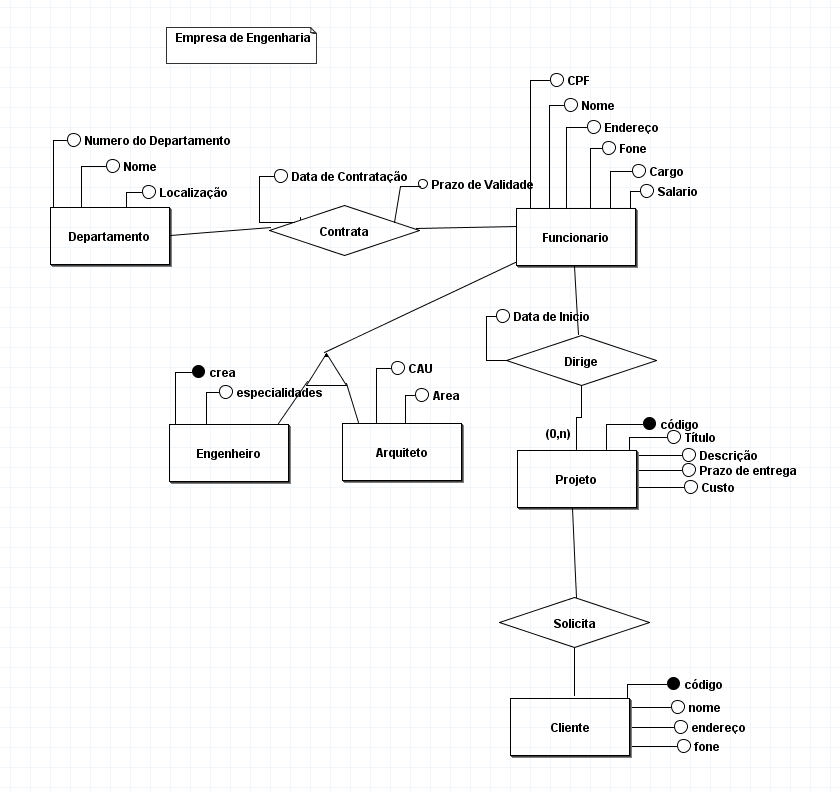 Empresa de Engenharia
CPF
Nome
Endereço
Fone
Cargo
Salario
Numero do Departamento
Nome
Localização
Data de Contratação
Prazo de Validade
Departamento
Contrata
Funcionario
Data de Inicio
Dirige
crea
especialidades
CAU
Area
Engenheiro
Arquiteto
(0,n)
código
Título
Descrição
Prazo de entrega
Custo
Projeto
Solicita
código
nome
endereço
fone
Cliente